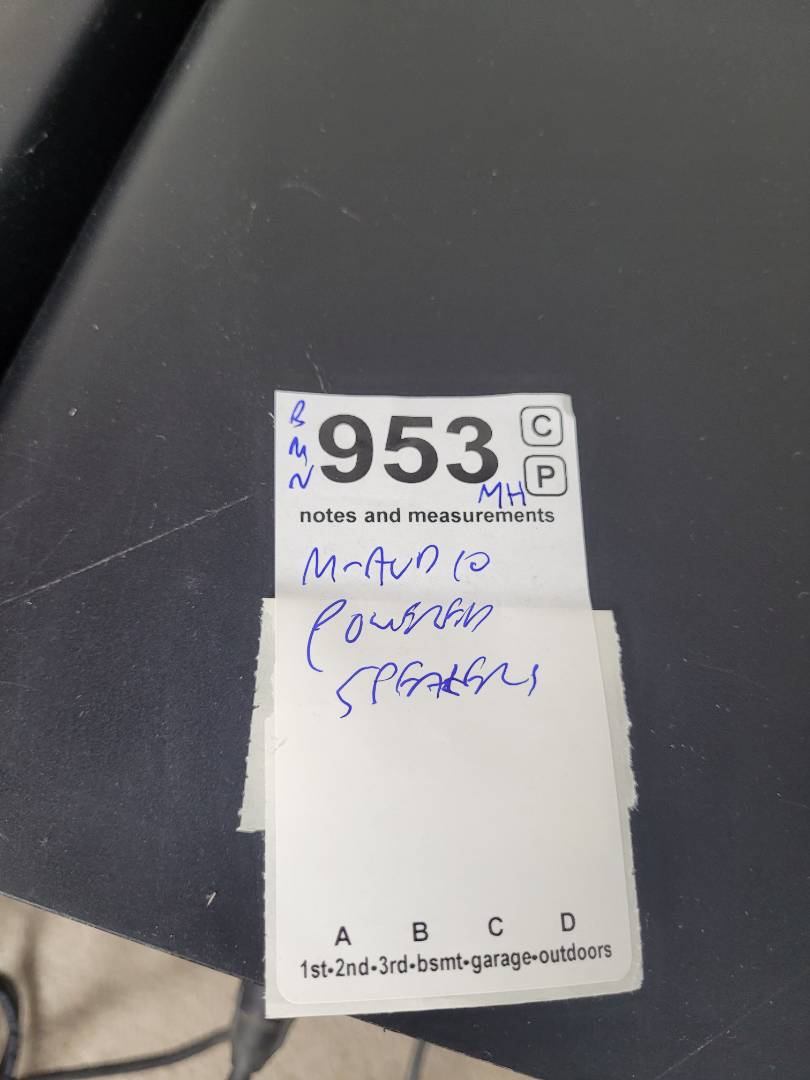 B
M
N
953
C
P
MH
notes and measurements
M-AUDIO
POWERED
SPEAKERS
A B C D
1st-2nd-3rd-bsmt-garage-outdoors